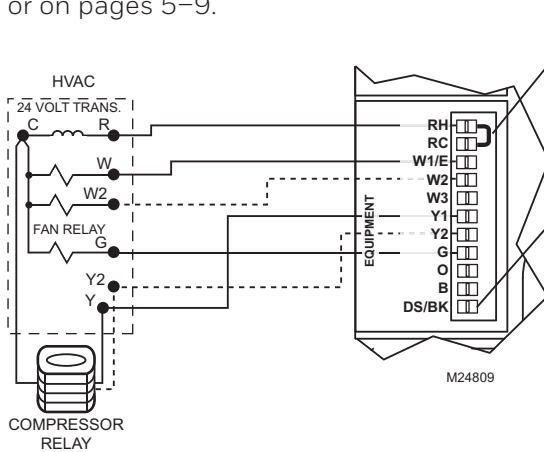 or on pages 5–9.
HVAC
24 VOLT TRANS.
C
R
W
W2
FAN RELAY
G
Y2
Y
COMPRESSOR
RELAY
EQUIPMENT
RH
RC
W1/E
W2
W3
Y1
Y2
G
O
B
DS/BK
M24809